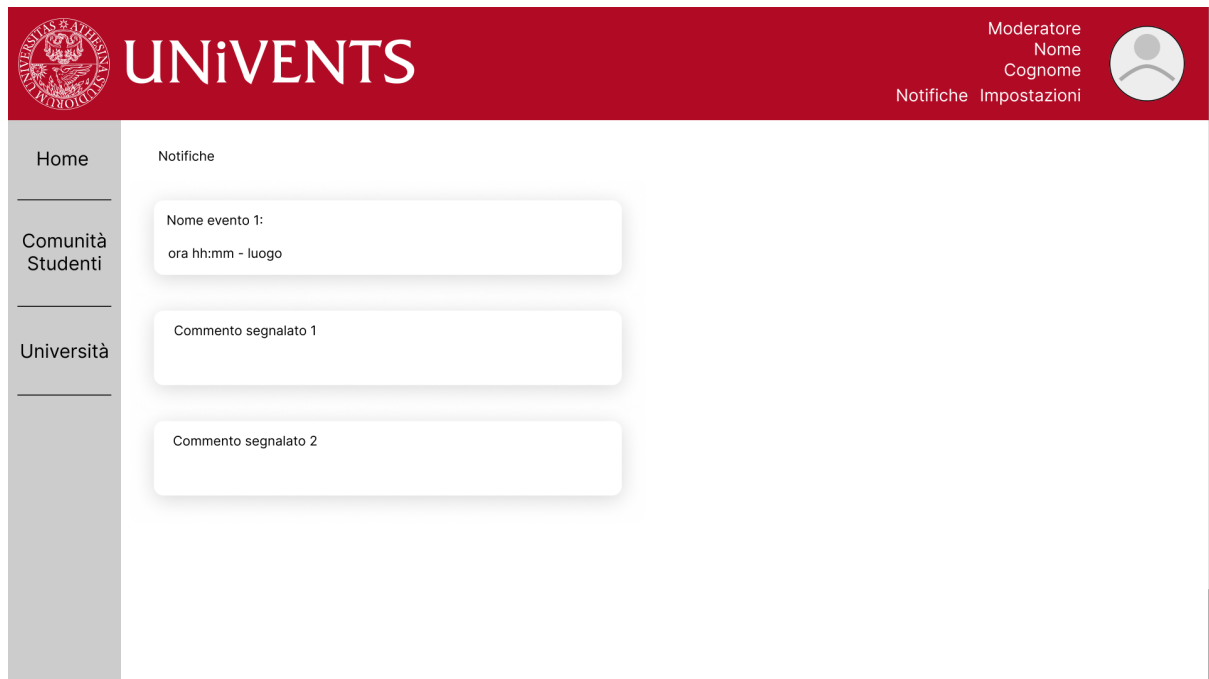 UNiVENTS
Moderatore
Nome
Cognome
Notifiche Impostazioni
Home
Comunità
Studenti
Università
Notifiche
Nome evento 1:
ora hh:mm - luogo
Commento segnalato 1
Commento segnalato 2